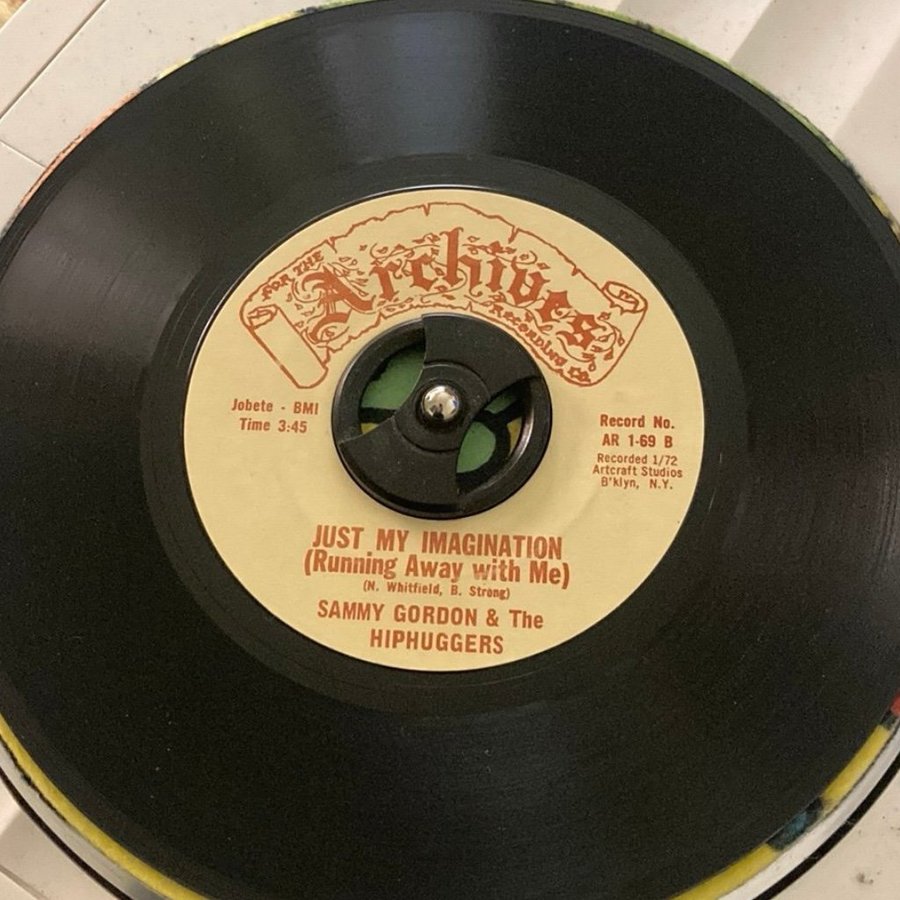 FOR THE
Archives
RECORDING CO.
Jobete - BMI
Time 3:45
Record No.
AR 1-69 B
Recorded 1/72
Artcraft Studios
B'klyn, N.Y.
JUST MY IMAGINATION
(Running Away with Me)
(N. Whitfield, B. Strong)
SAMMY GORDON & The
HIPHUGGERS